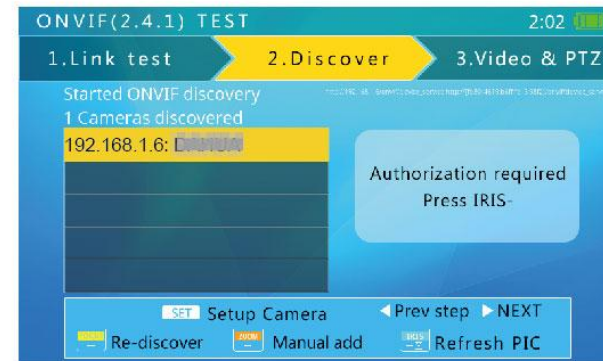 ONVIF(2.4.1) TEST 2:02
1.Link test 2.Discover 3.Video & PTZ
Started ONVIF discovery
1 Cameras discovered
192.168.1.6:
Authorization required
Press IRIS-
SET Setup Camera Prev step NEXT
Re-discover Manual add IRIS Refresh PIC